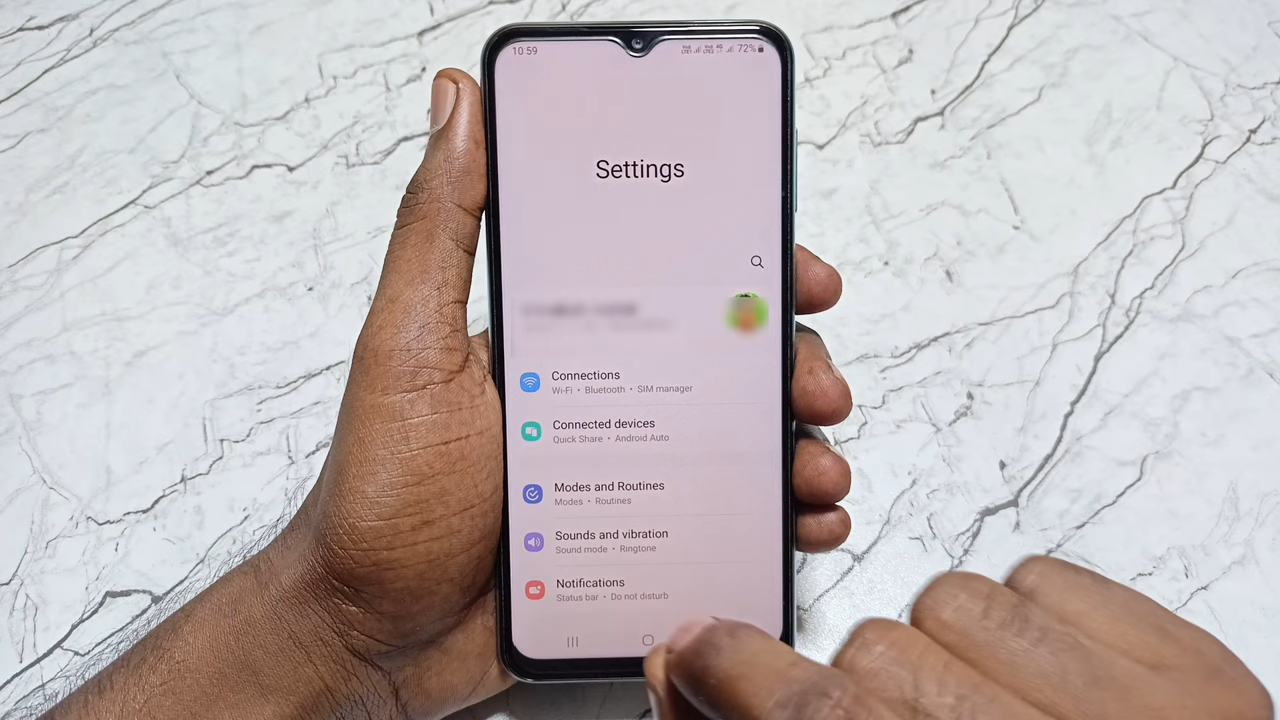 10:59
72%
Settings
Connections
Wi-Fi • Bluetooth • SIM manager
Connected devices
Quick Share • Android Auto
Modes and Routines
Modes • Routines
Sounds and vibration
Sound mode • Ringtone
Notifications
Status bar • Do not disturb